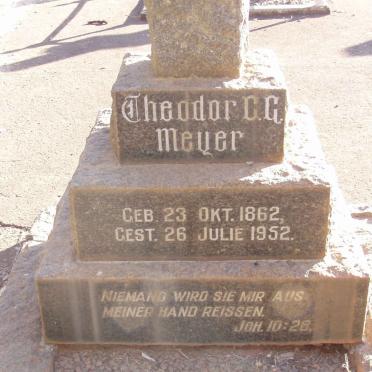 Theodor C.G.
Meyer
GEB. 23 OKT. 1862,
GEST. 26 JULIE 1952.
NIEMAND WIRD SIE MIR AUS
MEINER HAND REISSEN.
JOH. 10:28.